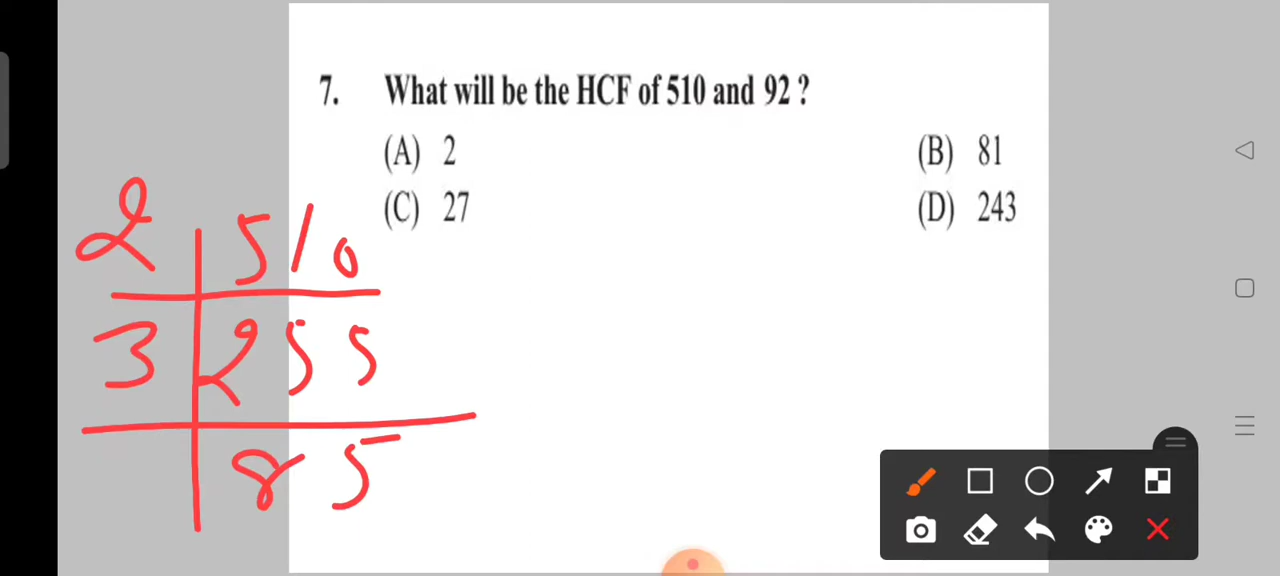 7. What will be the HCF of 510 and 92 ?
(A) 2 (B) 81
(C) 27 (D) 243
2 510
3 255
85